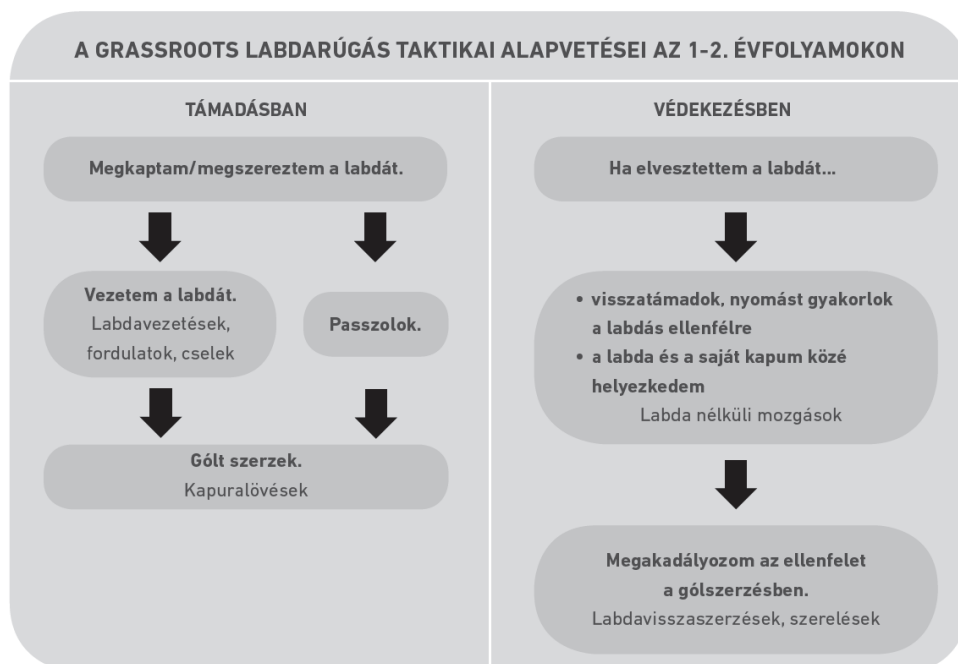 A GRASSROOTS LABDARÚGÁS TAKTIKAI ALAPVETÉSEI AZ 1-2. ÉVFOLYAMOKON
TÁMADÁSBAN
Megkaptam/megszereztem a labdát.
Vezetem a labdát.
Labdavezetések,
fordulatok, cselek
Passzolok.
Gólt szerzek.
Kapuralövések
VÉDEKEZÉSBEN
Ha elvesztettem a labdát...
• visszatámadok, nyomást gyakorlok
a labdás ellenfélre
• a labda és a saját kapum közé
helyezkedem
Labda nélküli mozgások
Megakadályozom az ellenfelet
a gólszerzésben.
Labdavisszaszerzések, szerelések